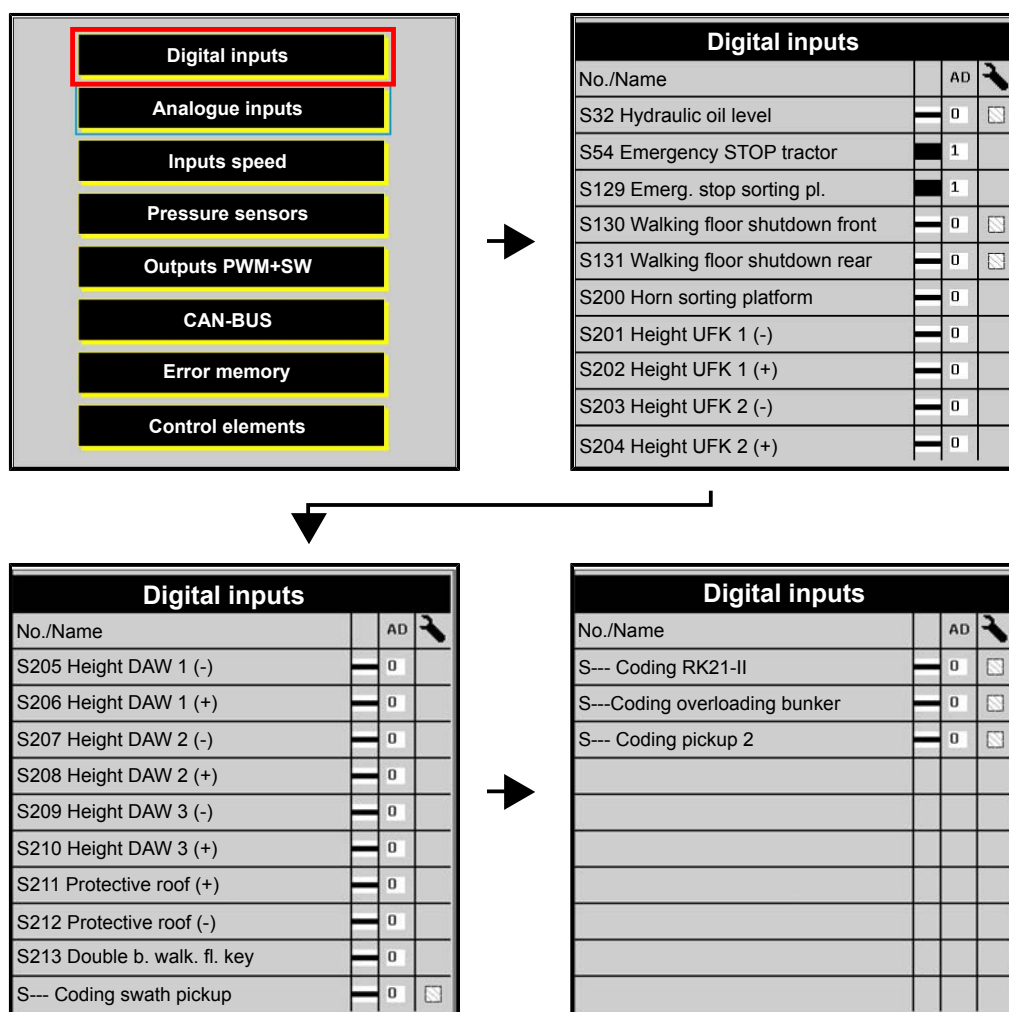 Digital inputs
Analogue inputs
Inputs speed
Pressure sensors
Outputs PWM+SW
CAN-BUS
Error memory
Control elements
Digital inputs
No./Name AD
S32 Hydraulic oil level 0
S54 Emergency STOP tractor 1
S129 Emerg. stop sorting pl. 1
S130 Walking floor shutdown front 0
S131 Walking floor shutdown rear 0
S200 Horn sorting platform 0
S201 Height UFK 1 (-) 0
S202 Height UFK 1 (+) 0
S203 Height UFK 2 (-) 0
S204 Height UFK 2 (+) 0
Digital inputs
No./Name AD
S205 Height DAW 1 (-) 0
S206 Height DAW 1 (+) 0
S207 Height DAW 2 (-) 0
S208 Height DAW 2 (+) 0
S209 Height DAW 3 (-) 0
S210 Height DAW 3 (+) 0
S211 Protective roof (+) 0
S212 Protective roof (-) 0
S213 Double b. walk. fl. key 0
S--- Coding swath pickup 0
Digital inputs
No./Name AD
S--- Coding RK21-II 0
S---Coding overloading bunker 0
S--- Coding pickup 2 0